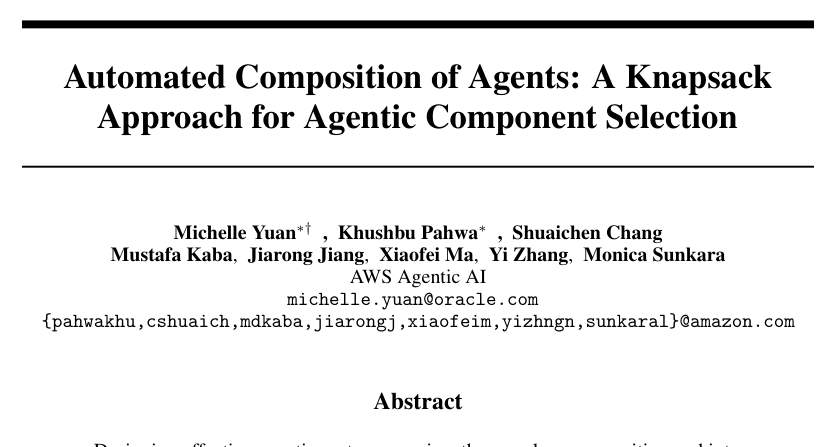 Automated Composition of Agents: A Knapsack
Approach for Agentic Component Selection
Michelle Yuan*† , Khushbu Pahwa* , Shuaichen Chang
Mustafa Kaba, Jiarong Jiang, Xiaofei Ma, Yi Zhang, Monica Sunkara
AWS Agentic AI
michelle.yuan@oracle.com
{pahwakhu,cshuaich,mdkaba,jiarongj,xiaofeim,yizhngn,sunkaral}@amazon.com
Abstract